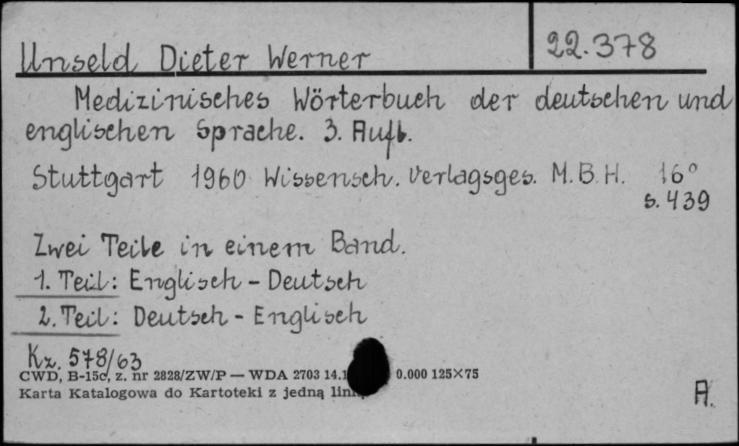 Unseld Dieter Werner 22.378
Medizinisches Wörterbuch der deutschen und
englischen Sprache. 3. Aufl.
Stuttgart 1960 Wissensch. Verlagsges. M.B.H. 16°
s. 439
Zwei Teile in einem Band.
1. Teil: Englisch - Deutsch
2. Teil: Deutsch - Englisch
Kz. 578/63
CWD, B-15c, z. nr 2828/ZW/P — WDA 2703 14.1 0.000 125×75
Karta Katalogowa do Kartoteki z jedną
A.